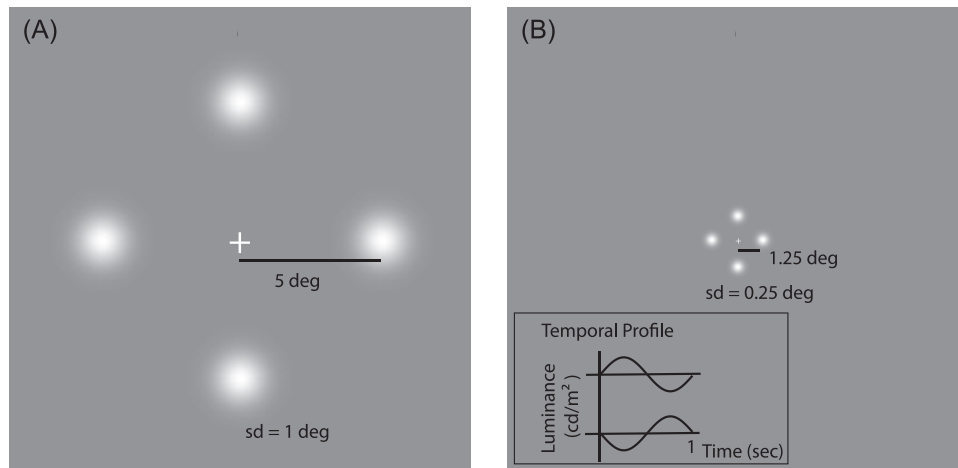 (A)
5 deg
sd = 1 deg
(B)
1.25 deg
sd = 0.25 deg
Temporal Profile
Luminance
(cd/m²)
1 Time (sec)